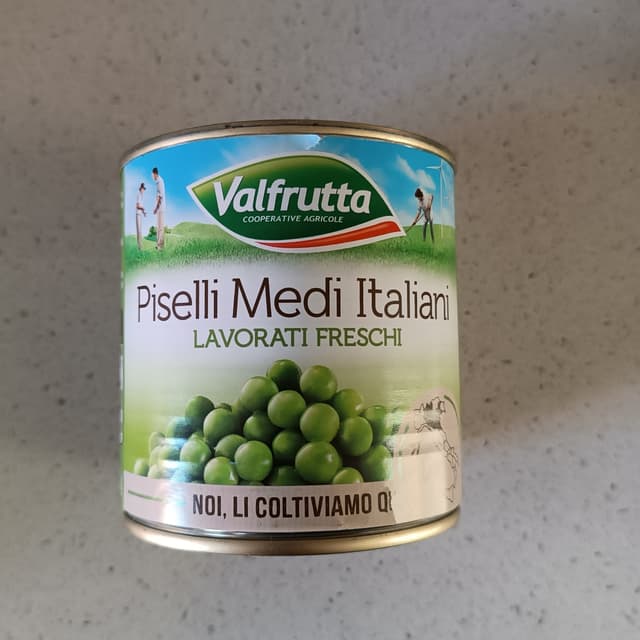 Valfrutta
COOPERATIVE AGRICOLE
Piselli Medi Italiani
LAVORATI FRESCHI
NOI, LI COLTIVIAMO